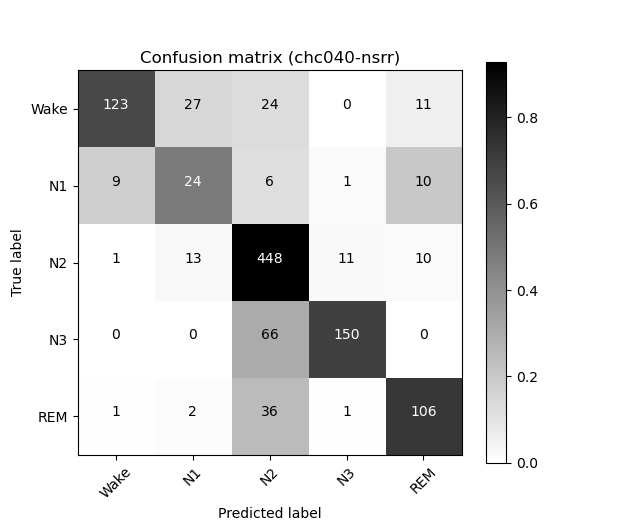 Confusion matrix (chc040-nsrr)
True label
Wake 123 27 24 0 11
N1 9 24 6 1 10
N2 1 13 448 11 10
N3 0 0 66 150 0
REM 1 2 36 1 106
Wake N1 N2 N3 REM
Predicted label
0.8
0.6
0.4
0.2
0.0